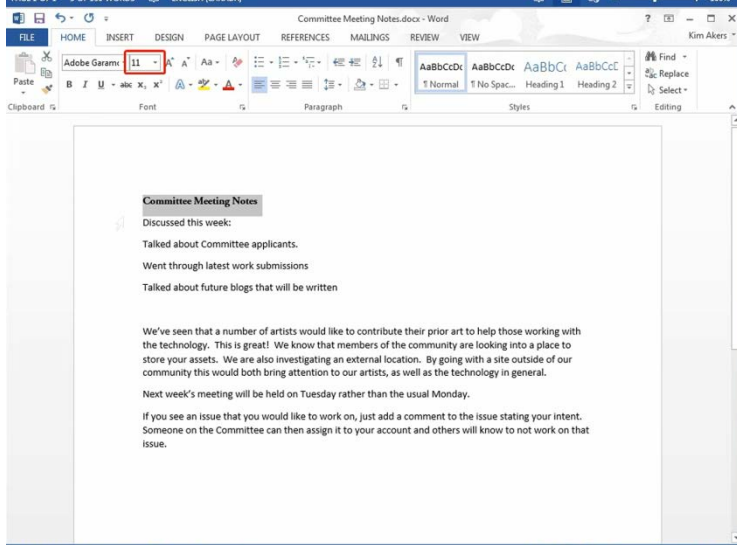 Committee Meeting Notes.docx - Word
FILE HOME INSERT DESIGN PAGE LAYOUT REFERENCES MAILINGS REVIEW VIEW Kim Akers
Adobe Garamo 11 A A Aa Find
Paste Replace
B I U abc X₂ X² A A ¶ Normal ¶ No Spac... Heading 1 Heading 2 Select
AaBbCcDc AaBbCcDc AaBbCc AaBbCcE
Clipboard Font Paragraph Styles Editing
Committee Meeting Notes
Discussed this week:
Talked about Committee applicants.
Went through latest work submissions
Talked about future blogs that will be written
We've seen that a number of artists would like to contribute their prior art to help those working with
the technology. This is great! We know that members of the community are looking into a place to
store your assets. We are also investigating an external location. By going with a site outside of our
community this would both bring attention to our artists, as well as the technology in general.
Next week's meeting will be held on Tuesday rather than the usual Monday.
If you see an issue that you would like to work on, just add a comment to the issue stating your intent.
Someone on the Committee can then assign it to your account and others will know to not work on that
issue.